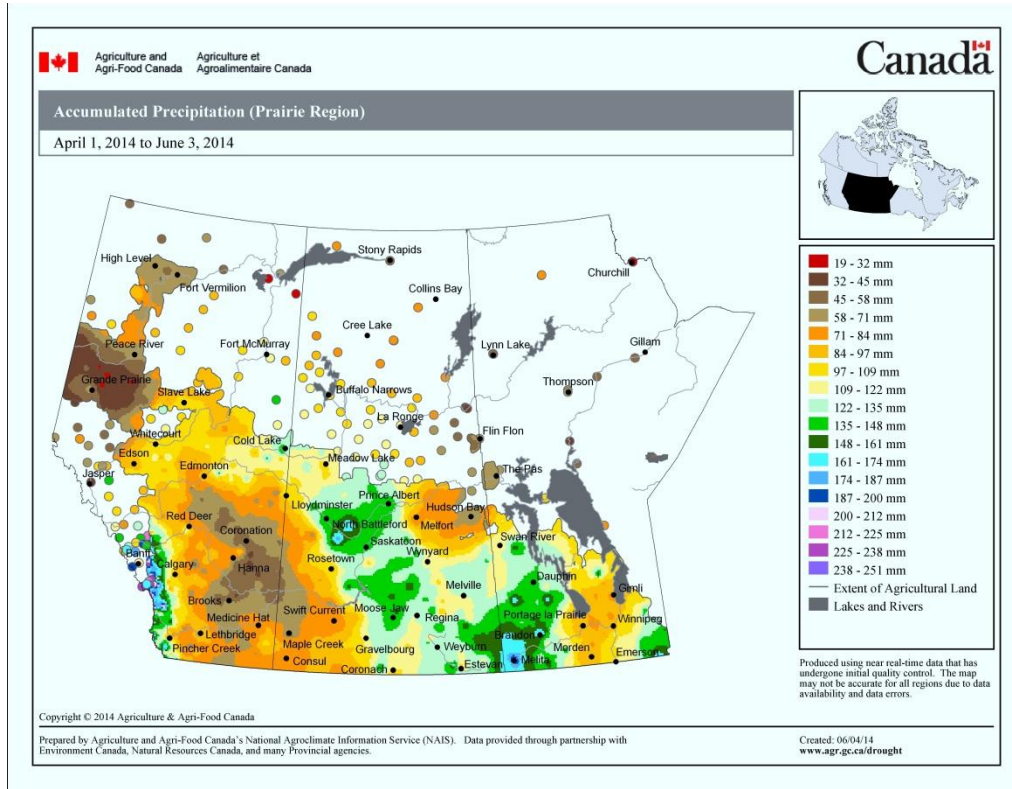 Agriculture and Agriculture et
Agri-Food Canada Agroalimentaire Canada
Canada
Accumulated Precipitation (Prairie Region)
April 1, 2014 to June 3, 2014
High Level
Fort Vermilion
Stony Rapids
Churchill
Collins Bay
Cree Lake
Peace River
Fort McMurray
Lynn Lake
Gillam
Grande Prairie
Slave Lake
Buffalo Narrows
Thompson
La Ronge
Whitecourt
Cold Lake
Flin Flon
Edson
Edmonton
Meadow Lake
Jasper
The Pas
Lloydminster
Prince Albert
Hudson Bay
Red Deer
North Battleford
Melfort
Coronation
Saskatoon
Swan River
Banff
Calgary
Hanna
Rosetown
Wynyard
Dauphin
Melville
Gimli
Brooks
Swift Current
Moose Jaw
Regina
Portage la Prairie
Winnipeg
Medicine Hat
Lethbridge
Maple Creek
Gravelbourg
Weyburn
Brandon
Pincher Creek
Consul
Coronach
Estevan
Melita
Morden
Emerson
19 - 32 mm
32 - 45 mm
45 - 58 mm
58 - 71 mm
71 - 84 mm
84 - 97 mm
97 - 109 mm
109 - 122 mm
122 - 135 mm
135 - 148 mm
148 - 161 mm
161 - 174 mm
174 - 187 mm
187 - 200 mm
200 - 212 mm
212 - 225 mm
225 - 238 mm
238 - 251 mm
Extent of Agricultural Land
Lakes and Rivers
Produced using near real-time data that has
undergone initial quality control. The map
may not be accurate for all regions due to data
availability and data errors.
Copyright © 2014 Agriculture & Agri-Food Canada
Prepared by Agriculture and Agri-Food Canada's National Agroclimate Information Service (NAIS). Data provided through partnership with
Environment Canada, Natural Resources Canada, and many Provincial agencies.
Created: 06/04/14
www.agr.gc.ca/drought